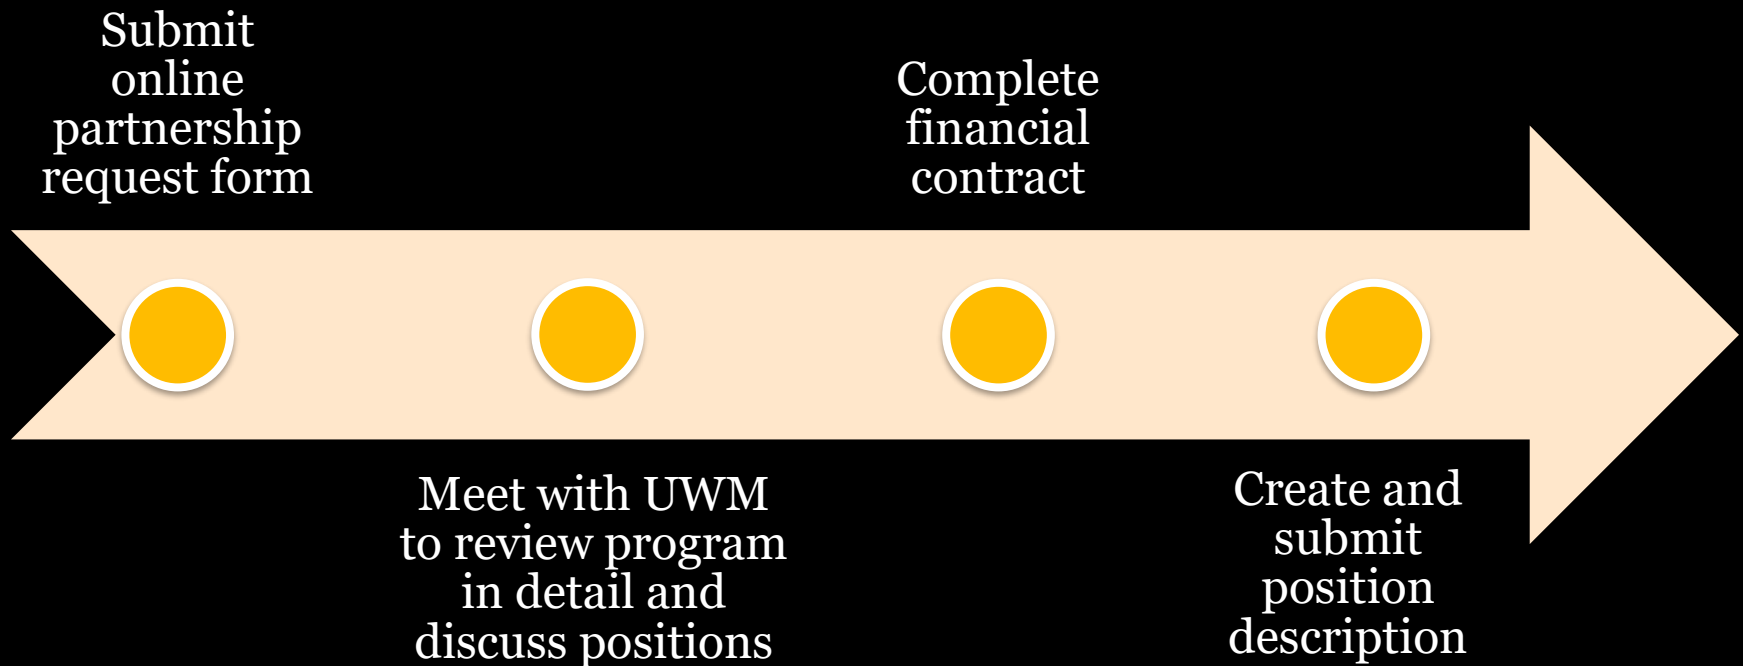 Submit
online
partnership
request form
Meet with UWM
to review program
in detail and
discuss positions
Complete
financial
contract
Create and
submit
position
description